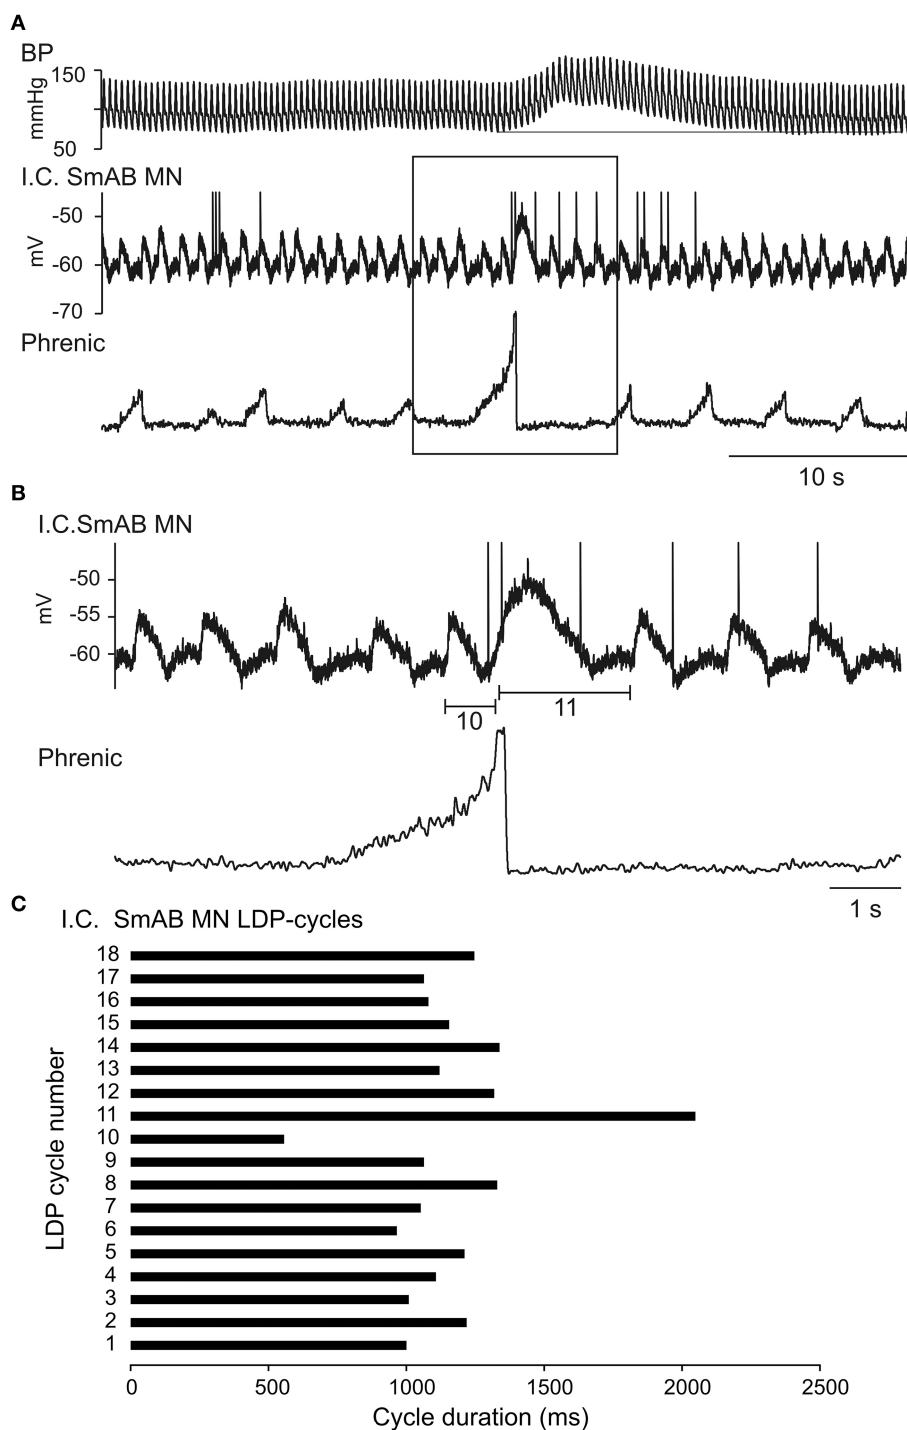 A
BP
150
mmHg
50
I.C. SmAB MN
-50
mV
-60
-70
Phrenic
10 s
B
I.C.SmAB MN
-50
mV
-55
-60
10
11
Phrenic
1 s
C
I.C. SmAB MN LDP-cycles
18
17
16
15
14
13
12
11
10
9
8
7
6
5
4
3
2
1
LDP cycle number
0 500 1000 1500 2000 2500
Cycle duration (ms)